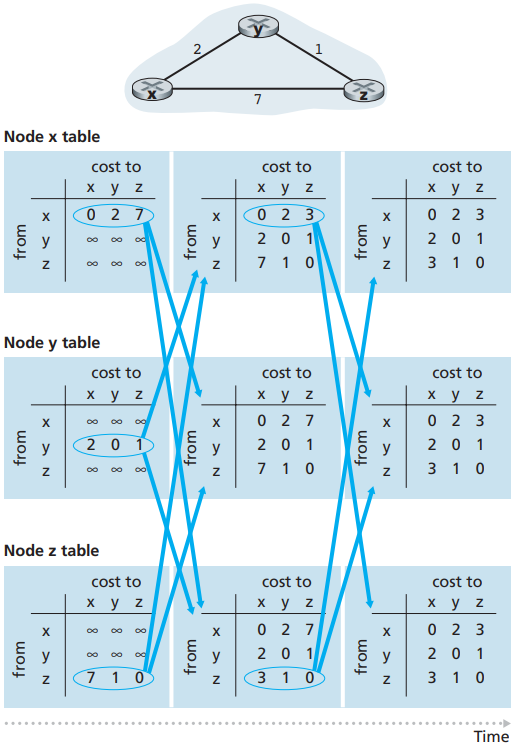 y
2 1
x 7 z
Node x table
cost to cost to cost to
x y z x y z x y z
from x 0 2 7 from x 0 2 3 from x 0 2 3
y ∞ ∞ ∞ y 2 0 1 y 2 0 1
z ∞ ∞ ∞ z 7 1 0 z 3 1 0
Node y table
cost to cost to cost to
x y z x y z x y z
from x ∞ ∞ ∞ from x 0 2 7 from x 0 2 3
y 2 0 1 y 2 0 1 y 2 0 1
z ∞ ∞ ∞ z 7 1 0 z 3 1 0
Node z table
cost to cost to cost to
x y z x y z x y z
from x ∞ ∞ ∞ from x 0 2 7 from x 0 2 3
y ∞ ∞ ∞ y 2 0 1 y 2 0 1
z 7 1 0 z 3 1 0 z 3 1 0
Time